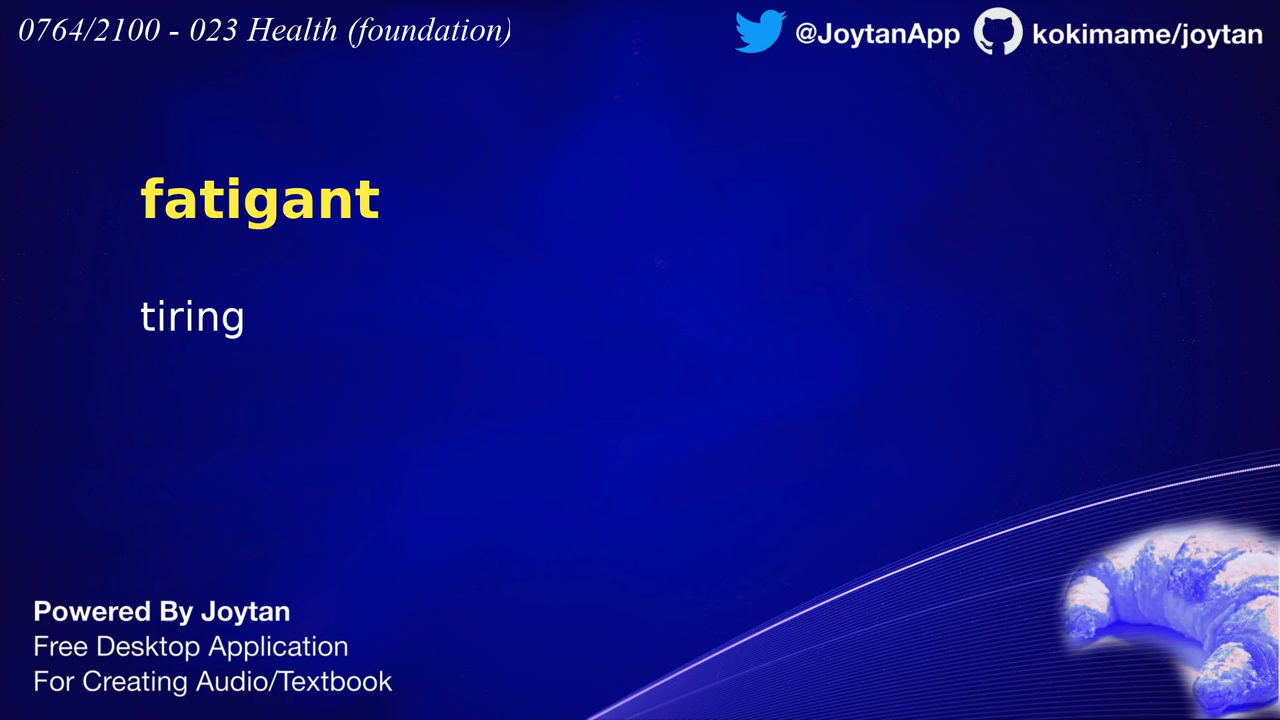 0764/2100 - 023 Health (foundation)
@JoytanApp kokimame/joytan
fatigant
tiring
Powered By Joytan
Free Desktop Application
For Creating Audio/Textbook